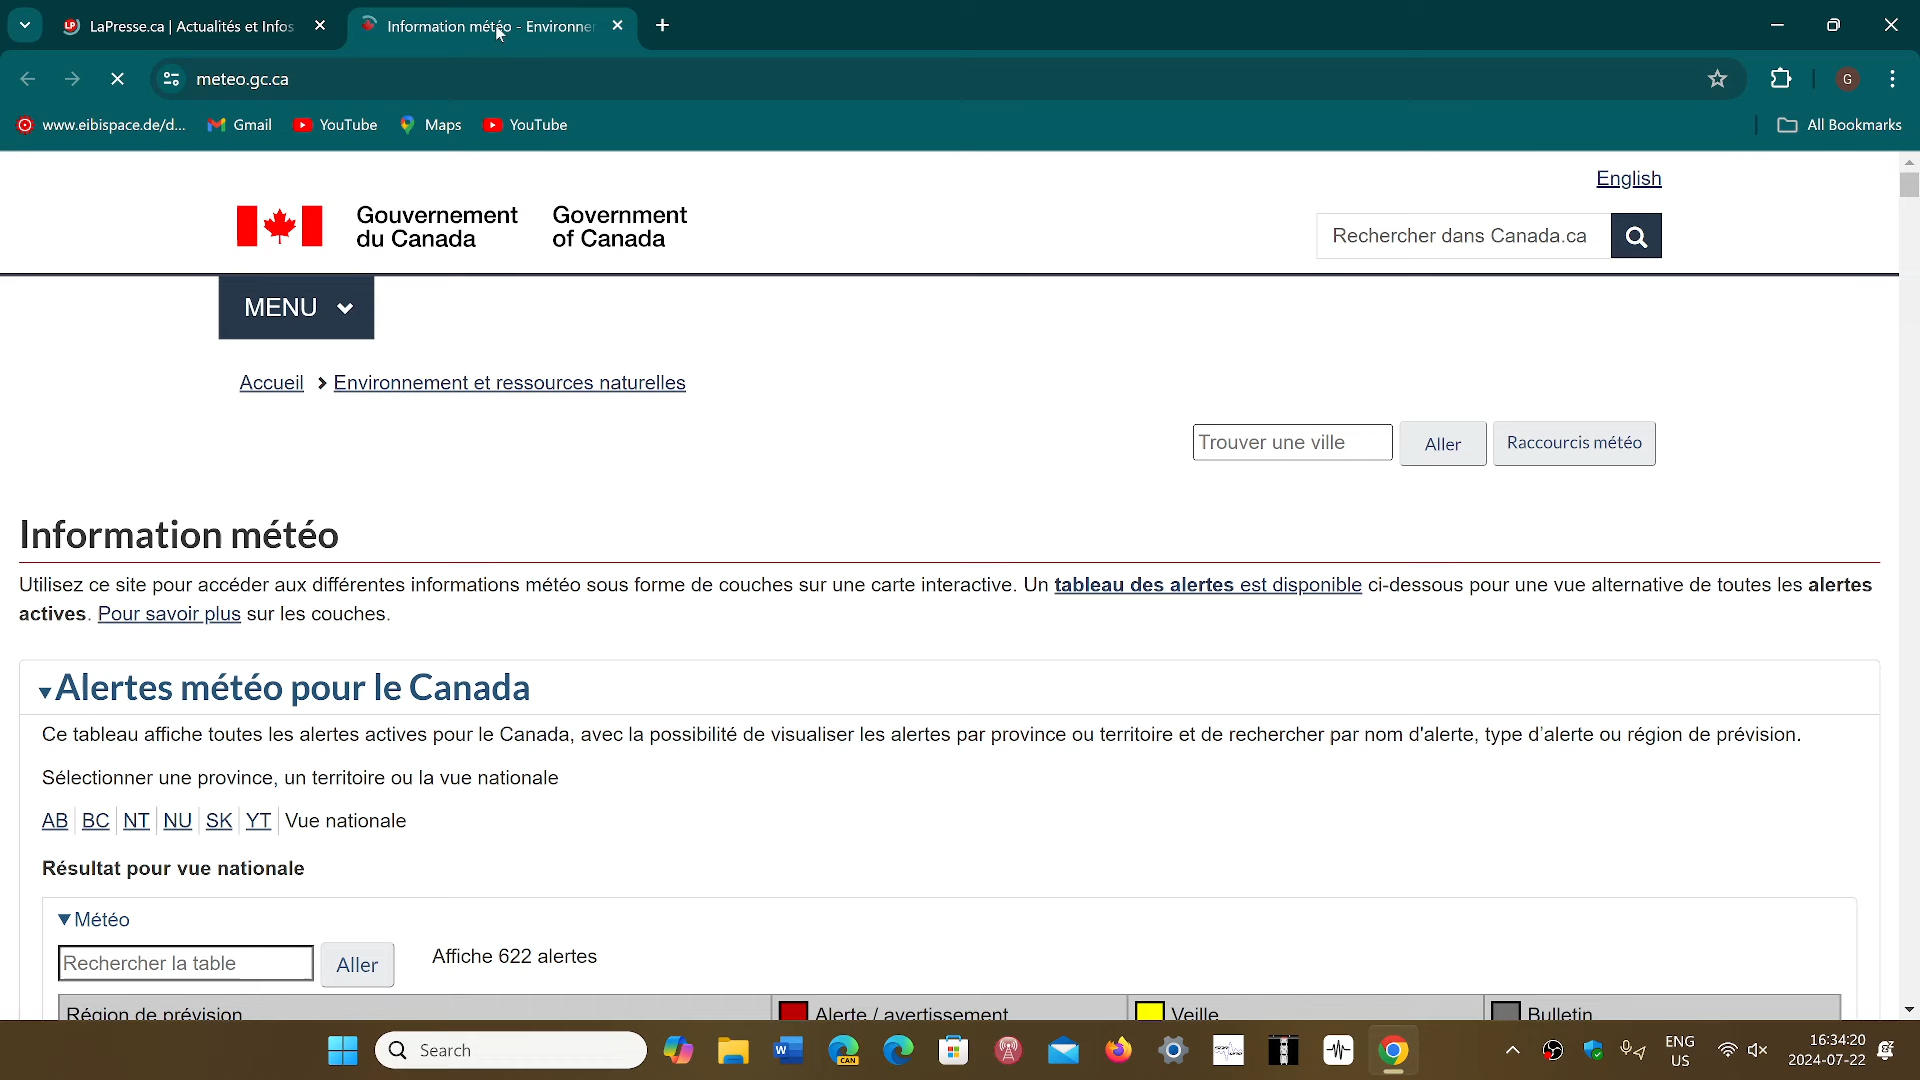 LaPresse.ca | Actualités et Infos
Information météo - Environne
meteo.gc.ca
G
www.eibispace.de/d...
Gmail
YouTube
Maps
YouTube
All Bookmarks
English
Gouvernement du Canada
Government of Canada
Rechercher dans Canada.ca
MENU
Accueil
Environnement et ressources naturelles
Trouver une ville
Aller
Raccourcis météo
Information météo
Utilisez ce site pour accéder aux différentes informations météo sous forme de couches sur une carte interactive. Un tableau des alertes est disponible ci-dessous pour une vue alternative de toutes les alertes
actives. Pour savoir plus sur les couches.
Alertes météo pour le Canada
Ce tableau affiche toutes les alertes actives pour le Canada, avec la possibilité de visualiser les alertes par province ou territoire et de rechercher par nom d'alerte, type d’alerte ou région de prévision.
Sélectionner une province, un territoire ou la vue nationale
AB BC NT NU SK YT Vue nationale
Résultat pour vue nationale
Météo
Rechercher la table
Aller
Affiche 622 alertes
Région de prévision
Alerte / avertissement
Veille
Bulletin
Search
CAN
ENG
US
16:34:20
2024-07-22